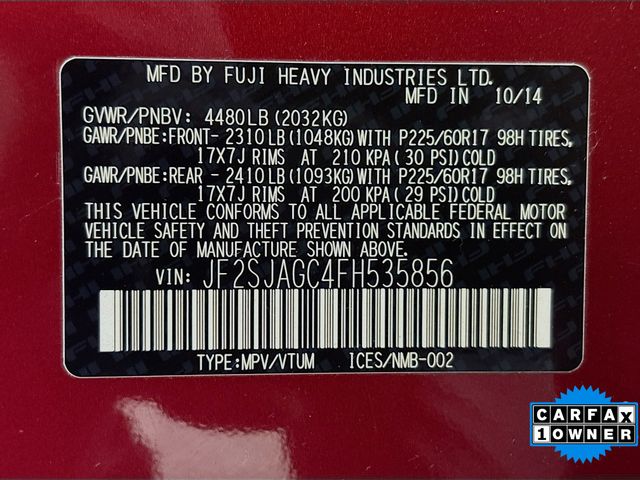 MFD BY FUJI HEAVY INDUSTRIES LTD.
MFD IN 10/14
GVWR/PNBV: 4480LB (2032KG)
GAWR/PNBE:FRONT- 2310LB (1048KG)WITH P225/60R17 98H TIRES,
17X7J RIMS AT 210 KPA ( 30 PSI)COLD
GAWR/PNBE:REAR - 2410LB (1093KG)WITH P225/60R17 98H TIRES,
17X7J RIMS AT 200 KPA ( 29 PSI)COLD
THIS VEHICLE CONFORMS TO ALL APPLICABLE FEDERAL MOTOR
VEHICLE SAFETY AND THEFT PREVENTION STANDARDS IN EFFECT ON
THE DATE OF MANUFACTURE SHOWN ABOVE.
VIN: JF2SJAGC4FH535856
TYPE:MPV/VTUM ICES/NMB-002
CARFAX
1 OWNER